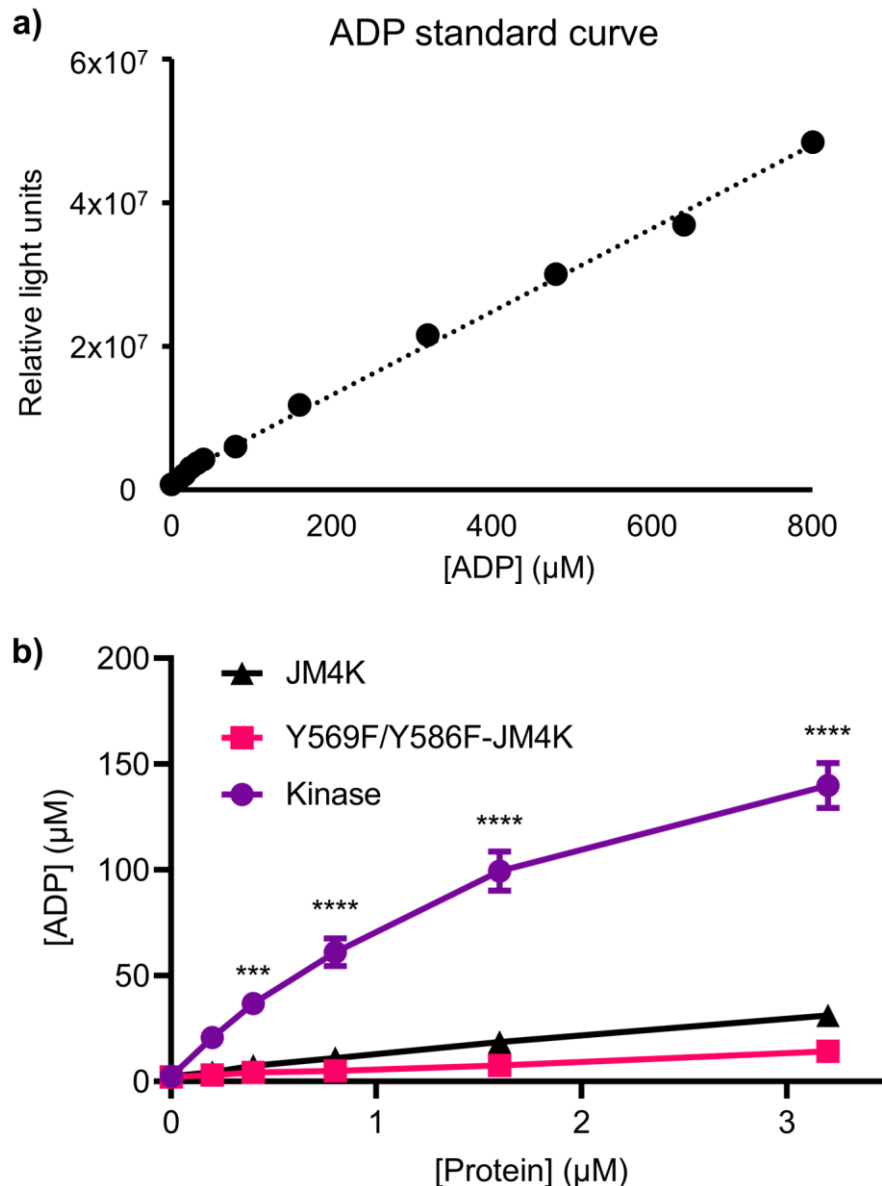 a)
ADP standard curve
6x10⁷
4x10⁷
2x10⁷
0
Relative light units
0 200 400 600 800
[ADP] (µM)
b)
200
150
100
50
0
[ADP] (µM)
JM4K
Y569F/Y586F-JM4K
Kinase
***
****
****
****
0 1 2 3
[Protein] (µM)